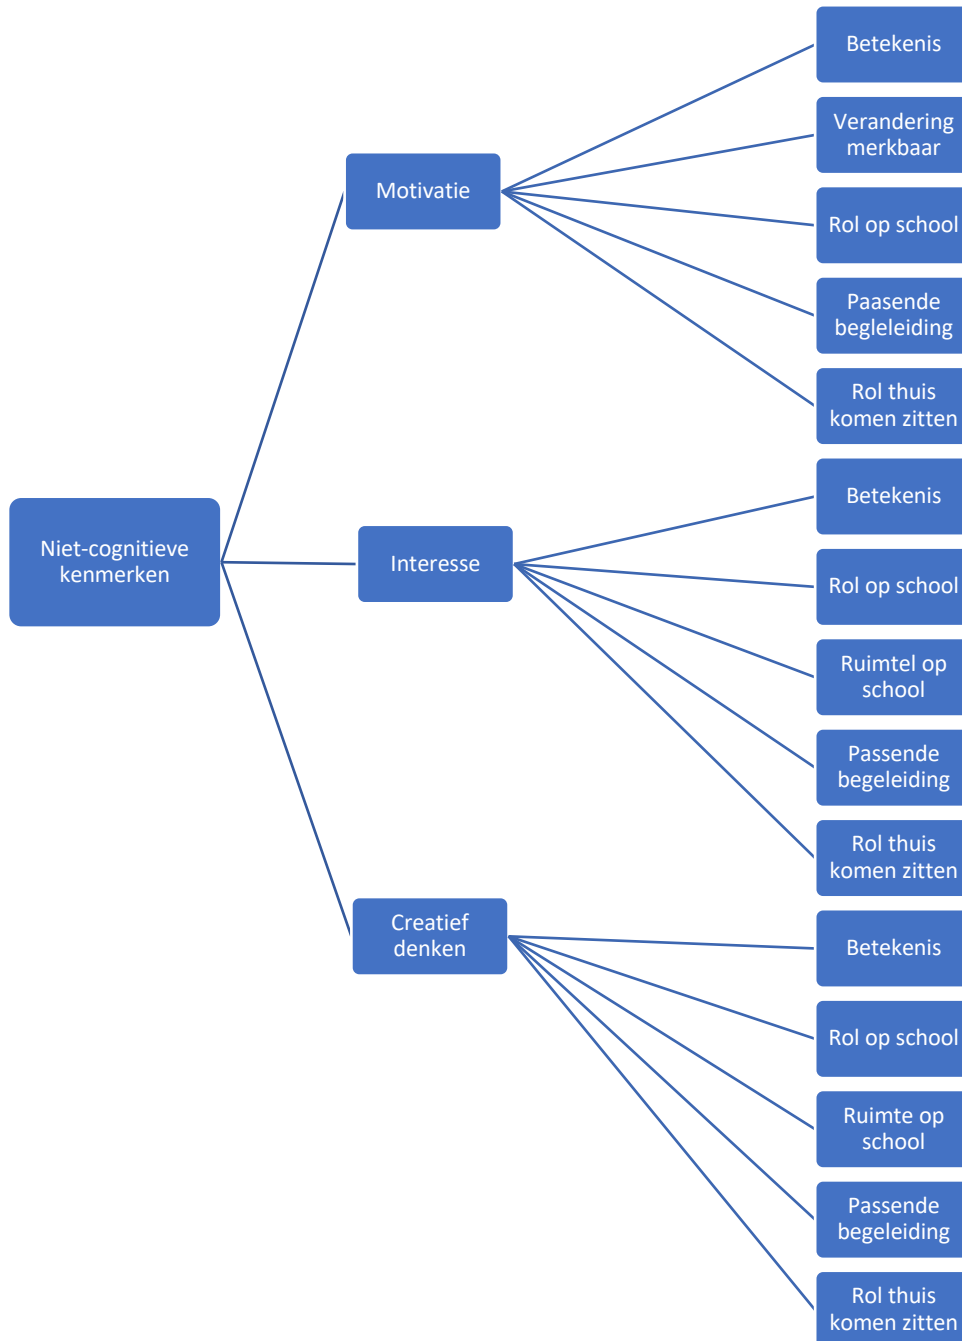 Niet-cognitieve
kenmerken
Motivatie
Betekenis
Verandering
merkbaar
Rol op school
Paasende
begleleiding
Rol thuis
komen zitten
Interesse
Betekenis
Rol op school
Ruimtel op
school
Passende
begeleiding
Rol thuis
komen zitten
Creatief
denken
Betekenis
Rol op school
Ruimte op
school
Passende
begeleiding
Rol thuis
komen zitten